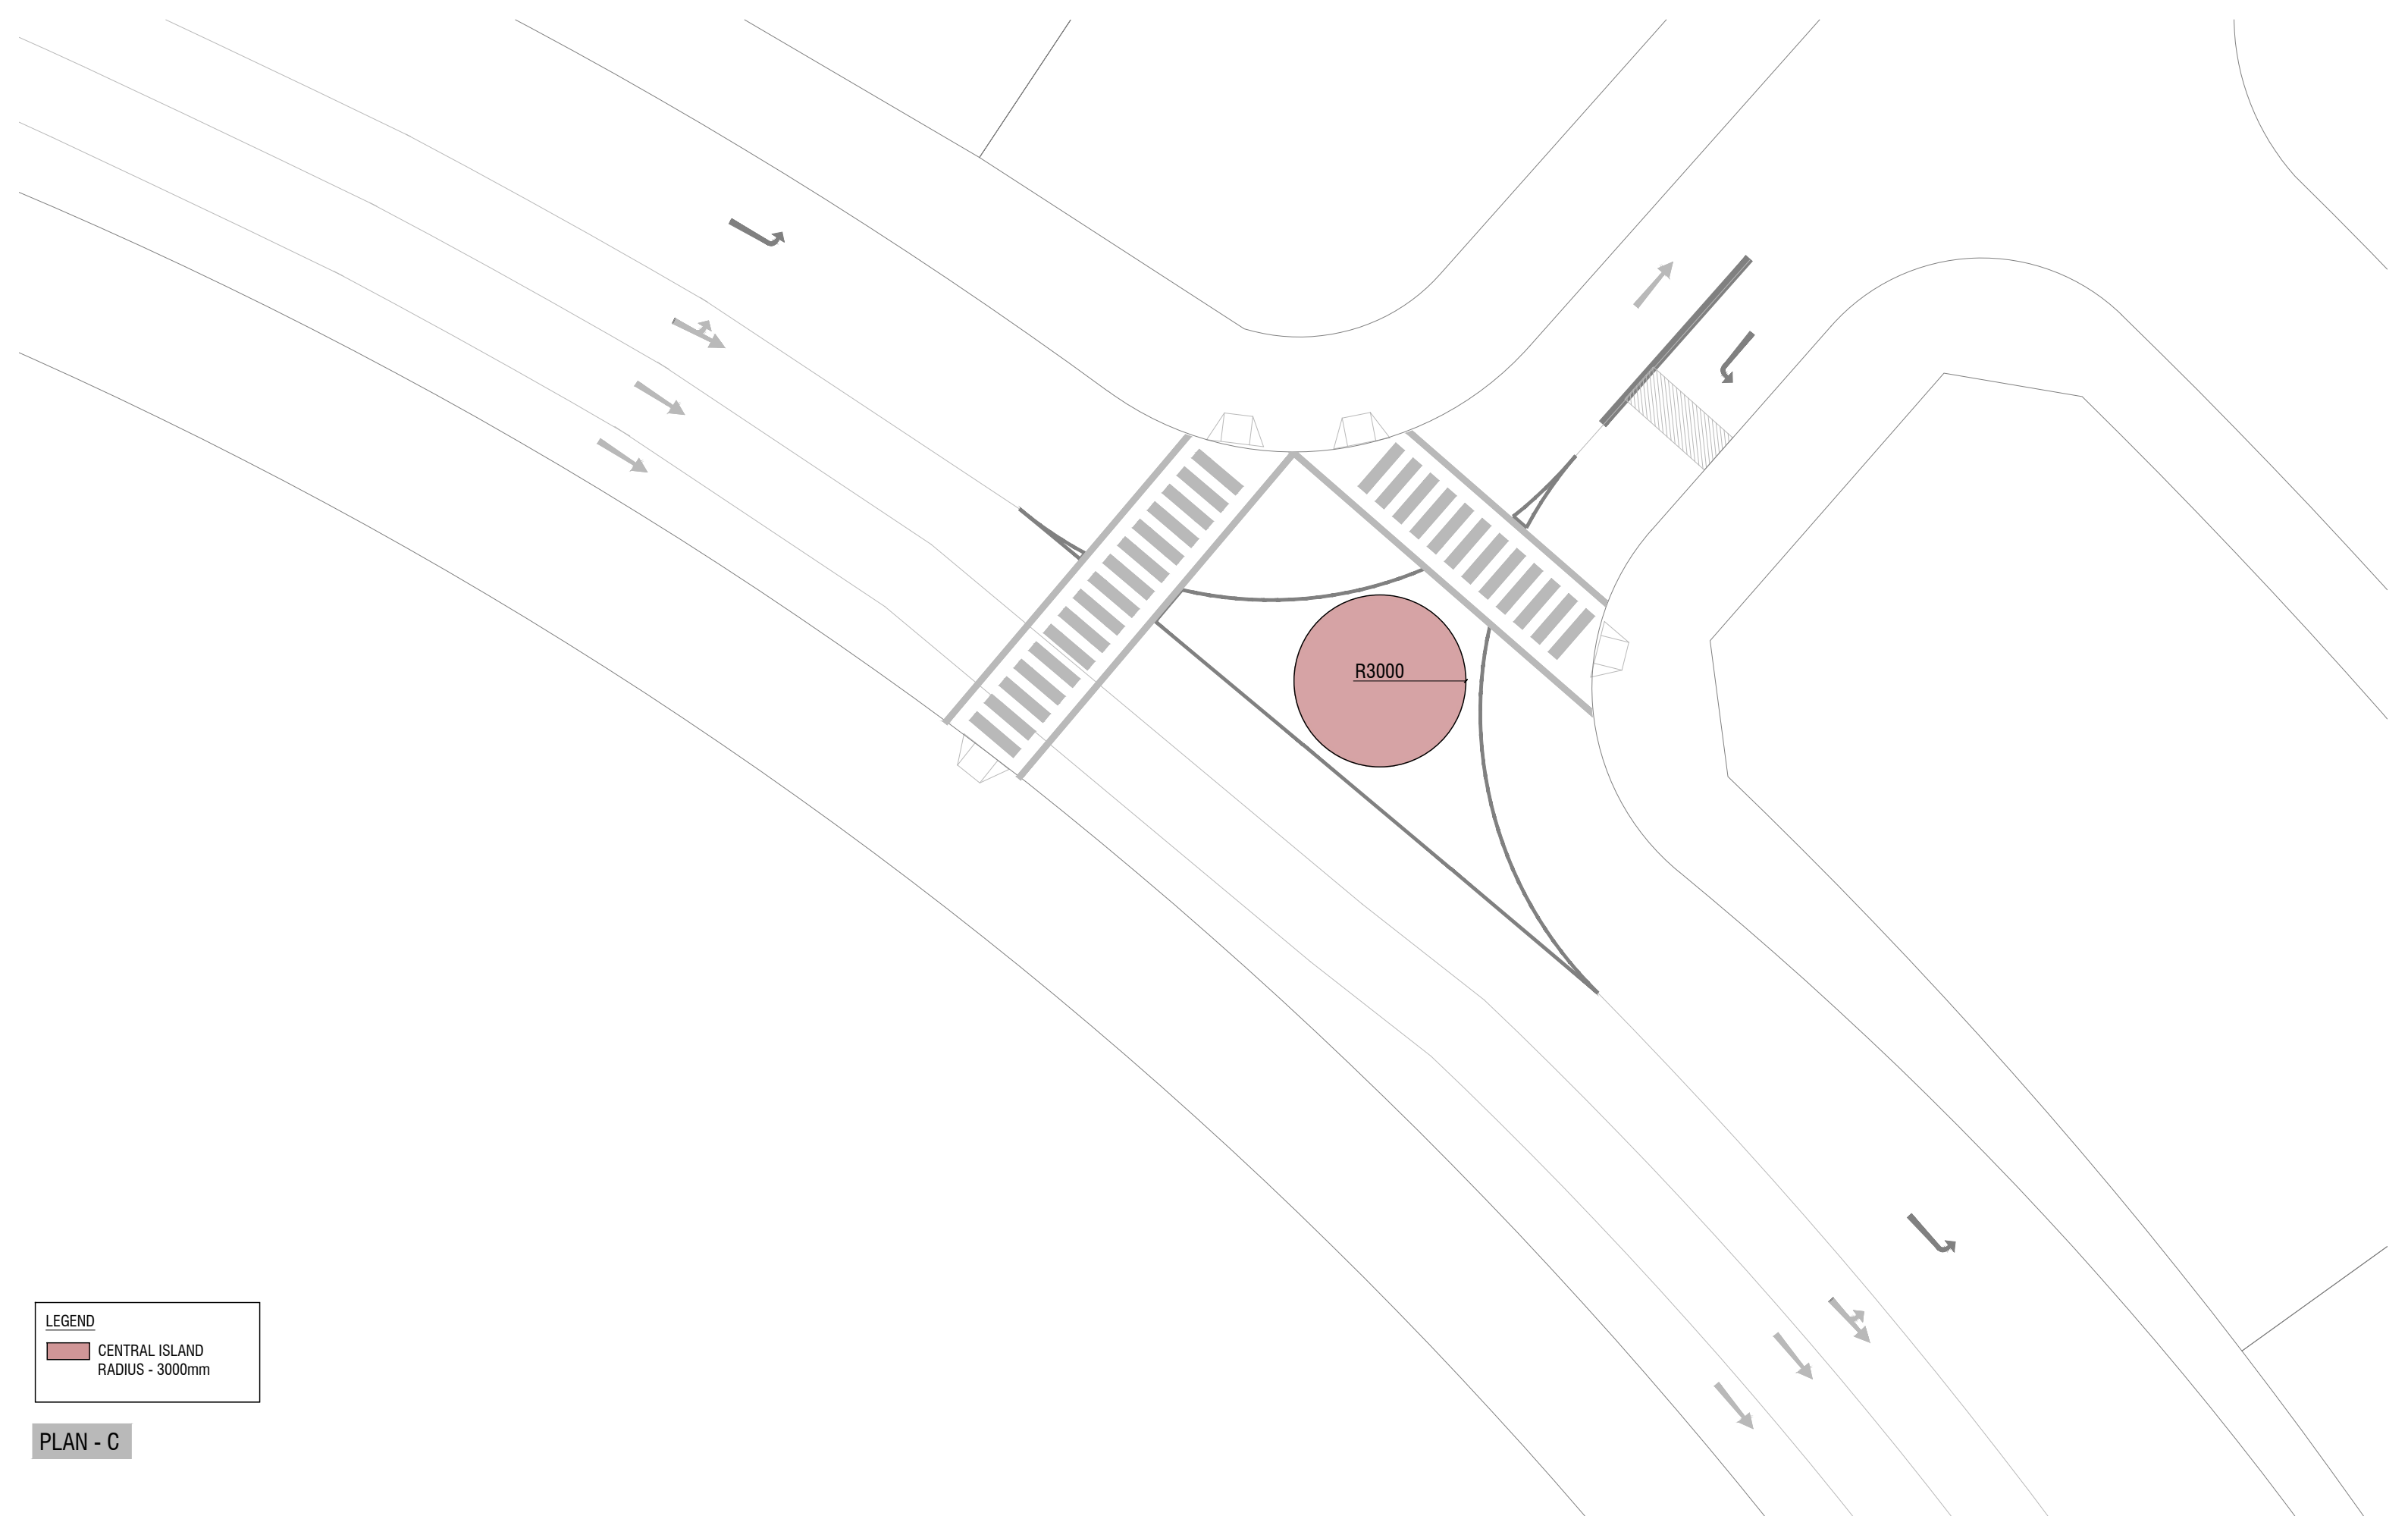 R3000
LEGEND
CENTRAL ISLAND
RADIUS - 3000mm
PLAN - C